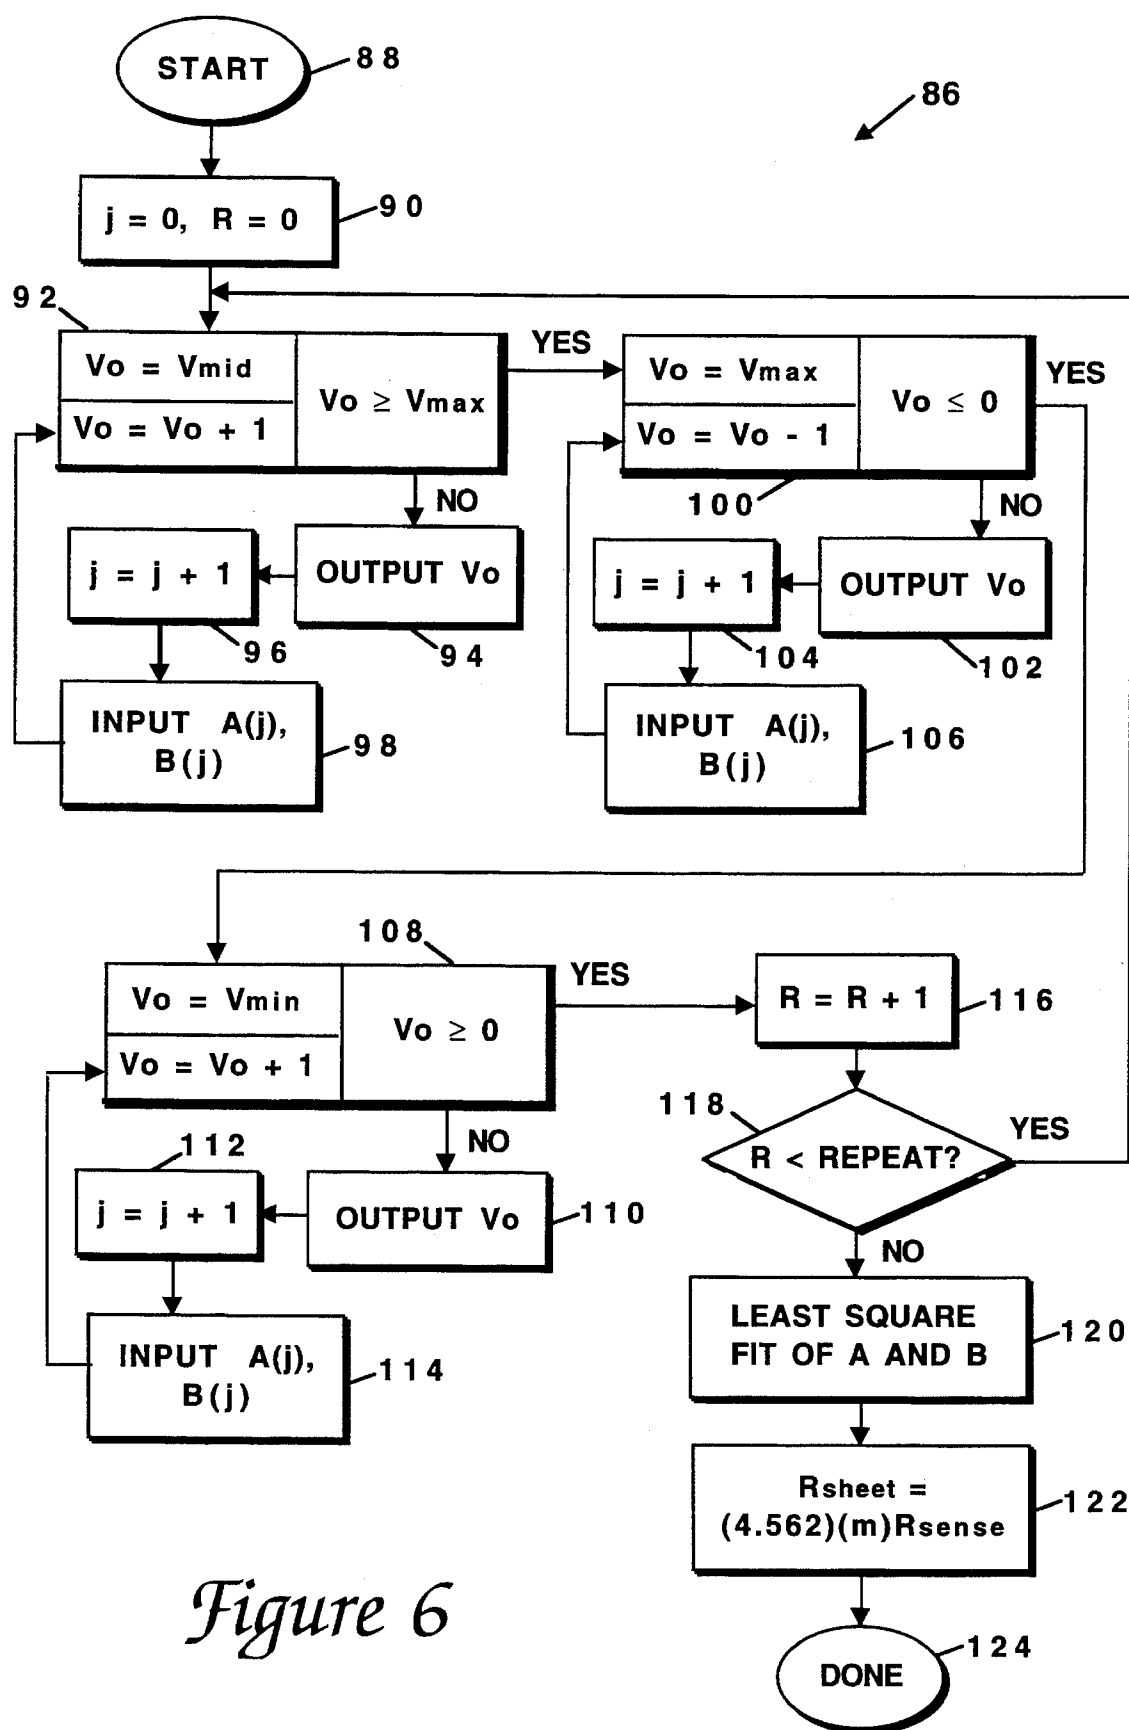 START
88
86
j = 0, R = 0
90
92
Vo = Vmid
Vo = Vo + 1
Vo ≥ Vmax
YES
NO
Vo = Vmax
Vo = Vo - 1
Vo ≤ 0
YES
100
NO
j = j + 1
96
OUTPUT Vo
94
j = j + 1
104
OUTPUT Vo
102
INPUT A(j),
B(j)
98
INPUT A(j),
B(j)
106
108
Vo = Vmin
Vo = Vo + 1
Vo ≥ 0
YES
NO
R = R + 1
116
118
R < REPEAT?
YES
NO
112
j = j + 1
OUTPUT Vo
110
INPUT A(j),
B(j)
114
LEAST SQUARE
FIT OF A AND B
120
Rsheet =
(4.562)(m)Rsense
122
DONE
124
Figure 6